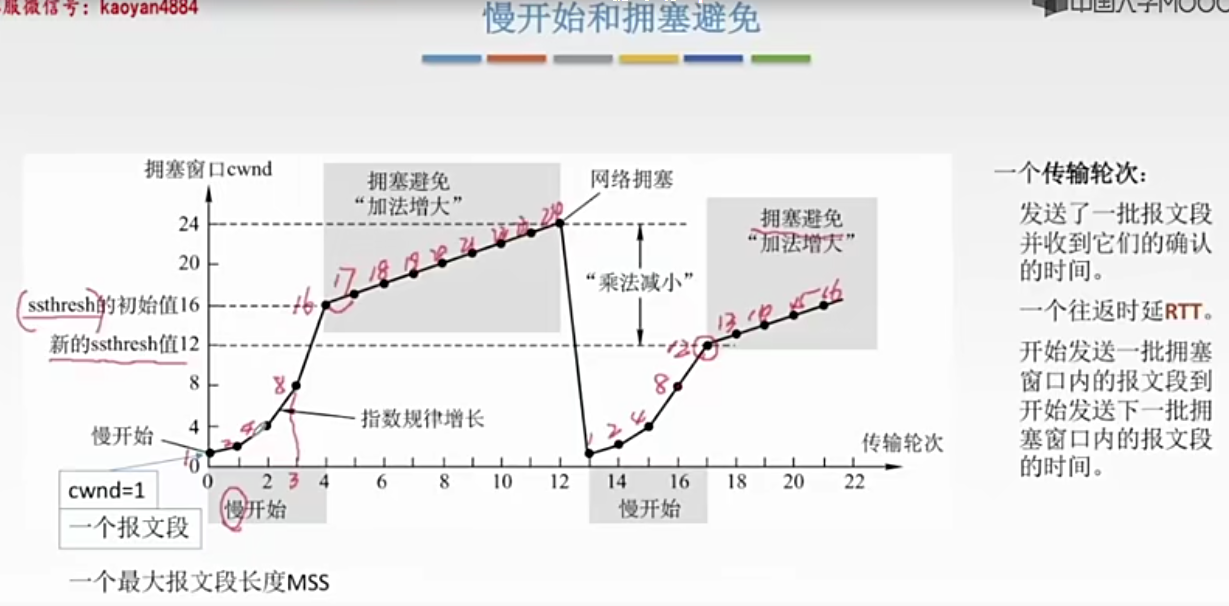 服微信号：kaoyan4884
慢开始和拥塞避免
中国大学MOOC
拥塞窗口cwnd
拥塞避免
“加法增大”
网络拥塞
拥塞避免
“加法增大”
24
20
ssthresh的初始值16
新的ssthresh值12
8
4
0
“乘法减小”
指数规律增长
慢开始
传输轮次
0 2 4 6 8 10 12 14 16 18 20 22
慢开始
慢开始
cwnd=1
一个报文段
一个最大报文段长度MSS
1 2 4 8 16 17 18 19 20 21 22 23 24
3
1 2 4 8 12 13 14 15 16
一个传输轮次：
发送了一批报文段
并收到它们的确认
的时间。
一个往返时延RTT。
开始发送一批拥塞
窗口内的报文段到
开始发送下一批拥
塞窗口内的报文段
的时间。